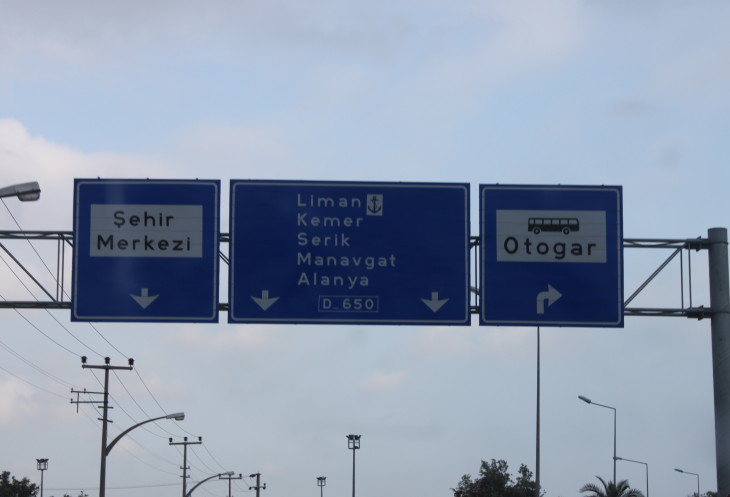 Şehir
Merkezi
Liman
Kemer
Serik
Manavgat
Alanya
D 650
Otogar